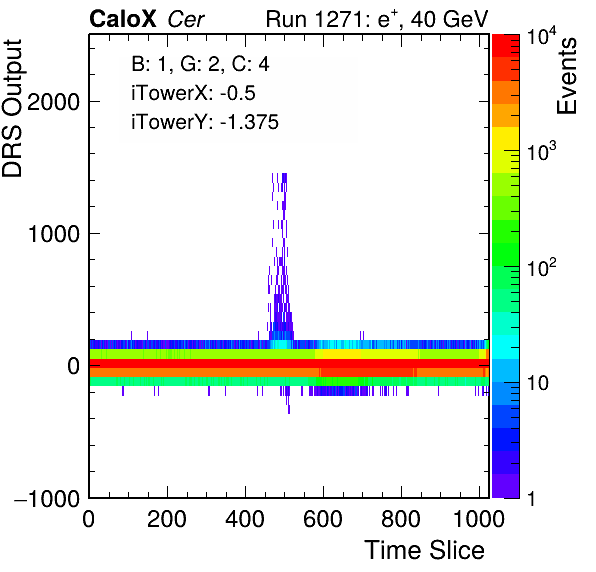 CaloX Cer Run 1271: e⁺, 40 GeV
B: 1, G: 2, C: 4
iTowerX: -0.5
iTowerY: -1.375
DRS Output
2000
1000
0
−1000
0 200 400 600 800 1000
Time Slice
Events
10⁴
10³
10²
10
1